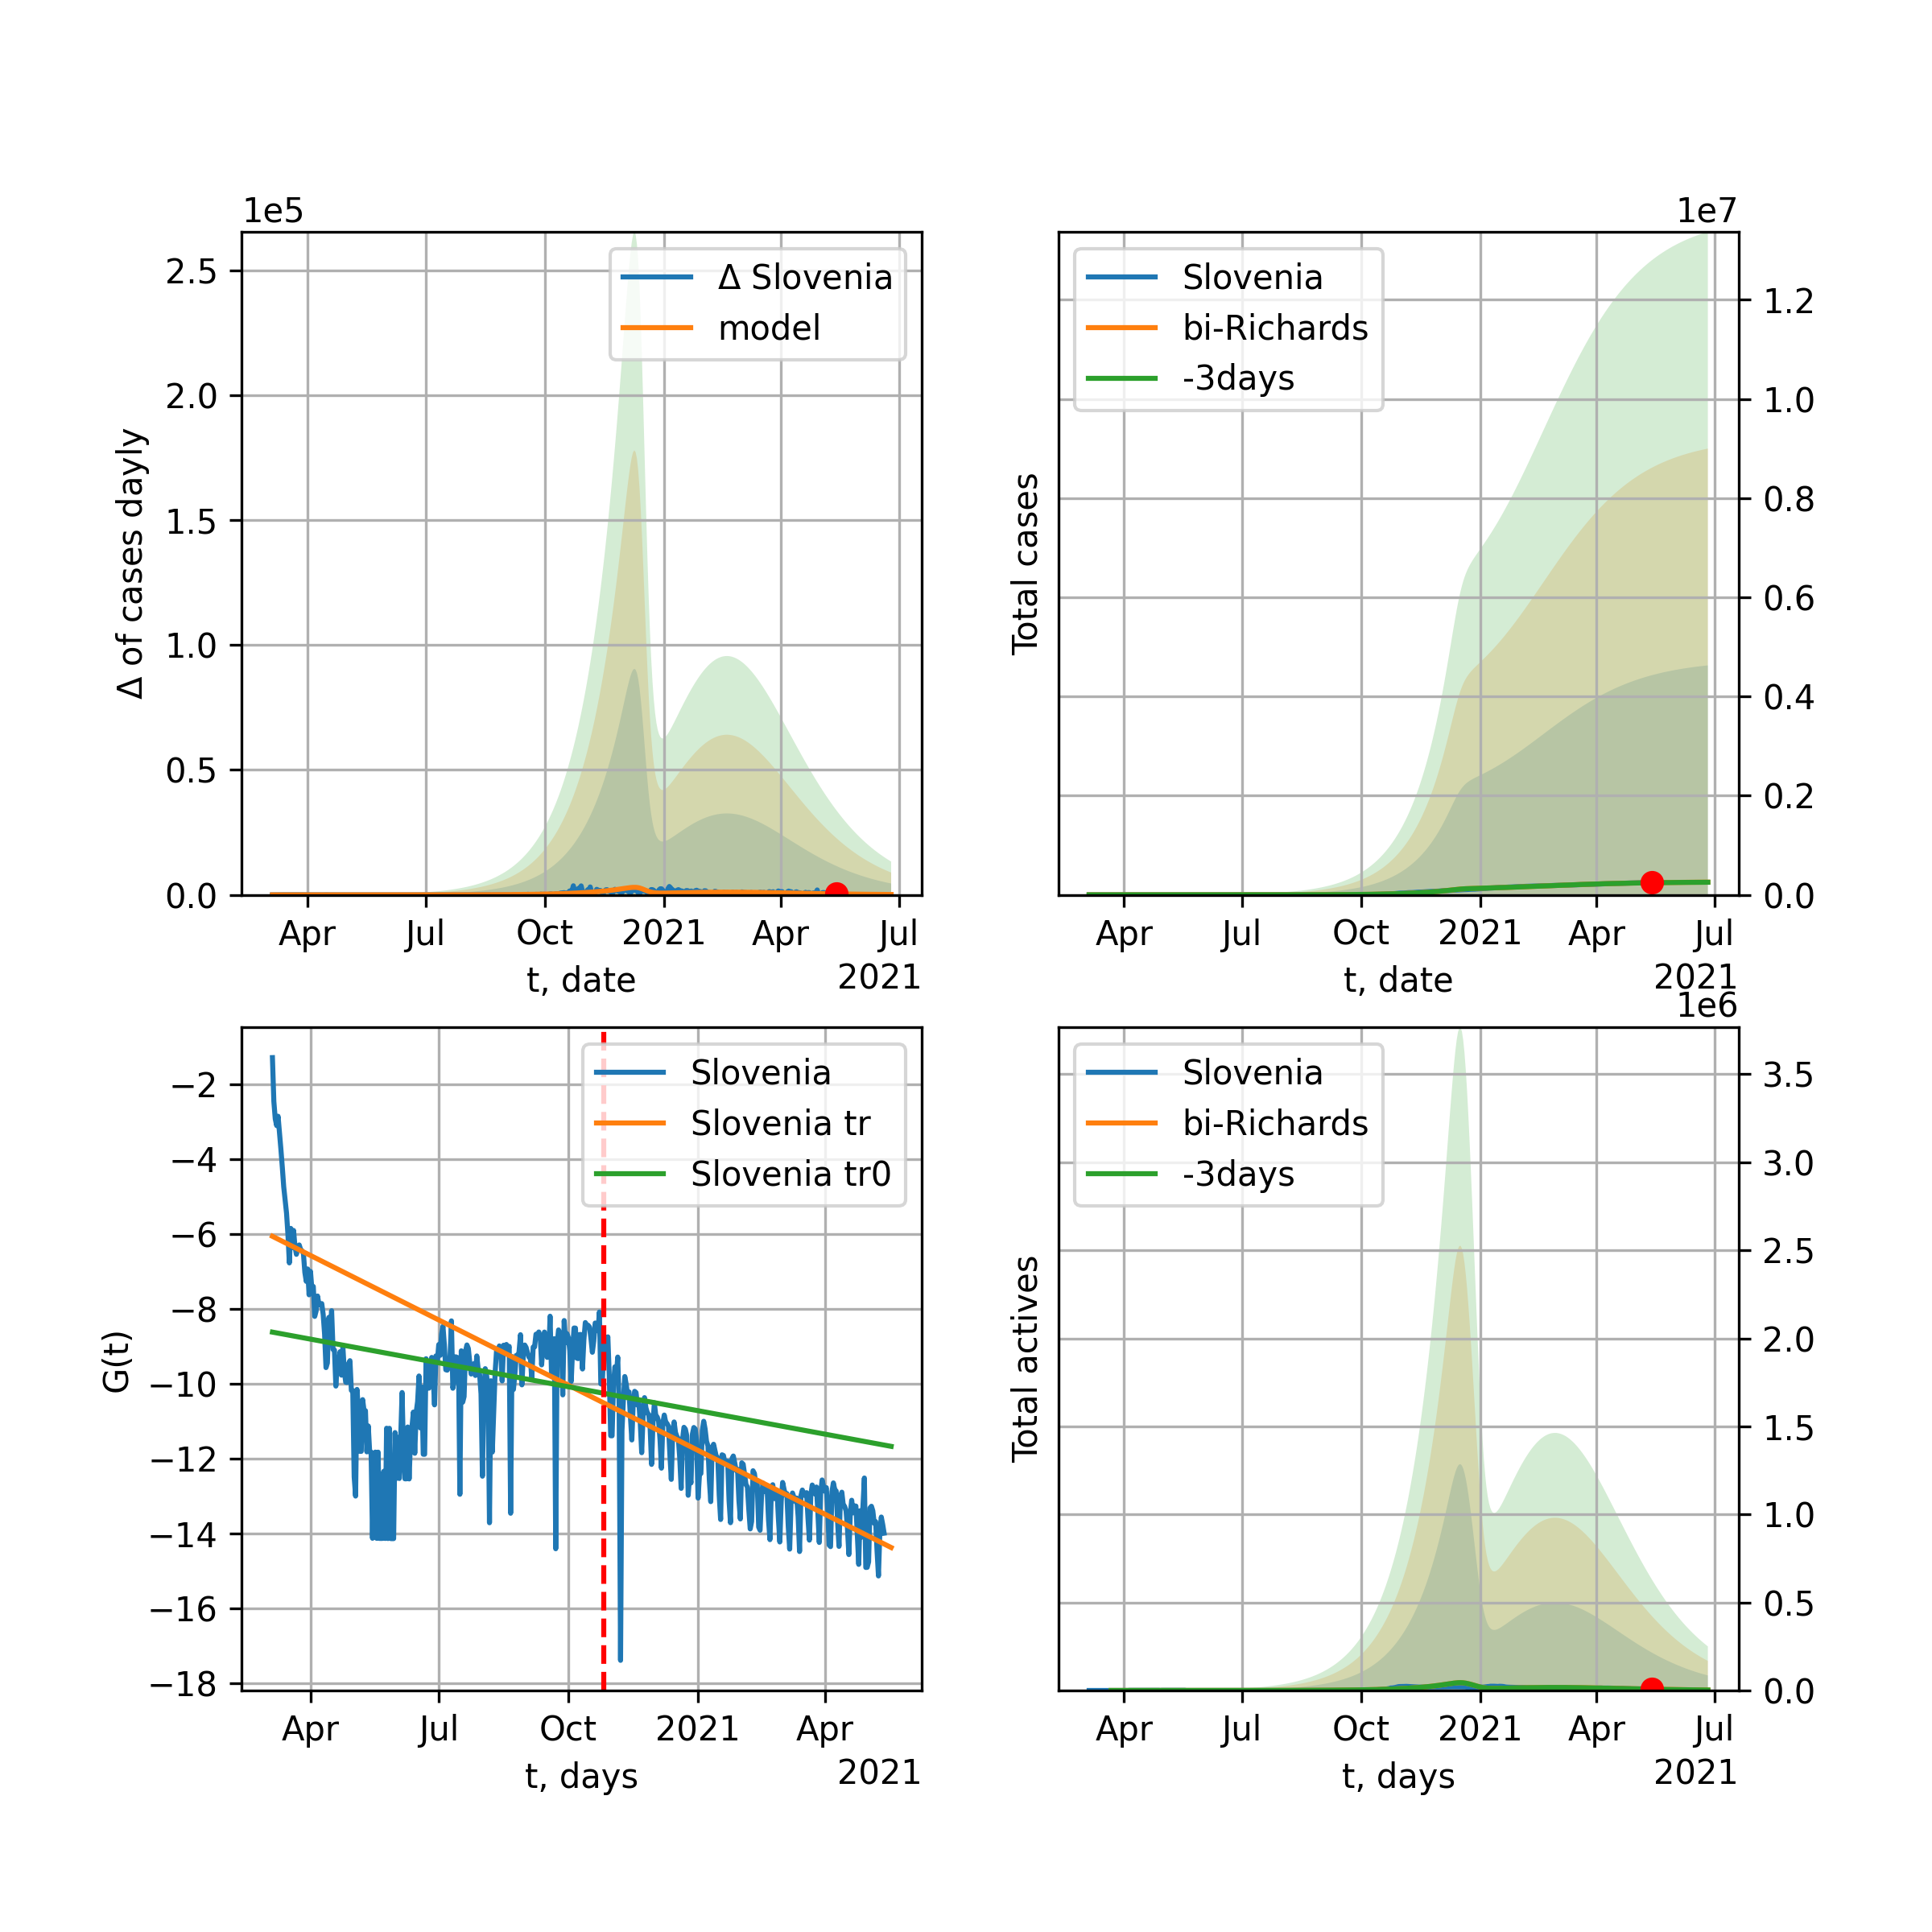 1e5
2.5
2.0
1.5
1.0
0.5
0.0
Δ of cases dayly
Δ Slovenia
model
Apr Jul Oct 2021 Apr Jul
t, date
2021
1e7
1.2
1.0
0.8
0.6
0.4
0.2
0.0
Total cases
Slovenia
bi-Richards
-3days
Apr Jul Oct 2021 Apr Jul
t, date
2021
−2
−4
−6
−8
−10
−12
−14
−16
−18
G(t)
Slovenia
Slovenia tr
Slovenia tr0
Apr Jul Oct 2021 Apr
t, days
2021
1e6
3.5
3.0
2.5
2.0
1.5
1.0
0.5
0.0
Total actives
Slovenia
bi-Richards
-3days
Apr Jul Oct 2021 Apr Jul
t, days
2021